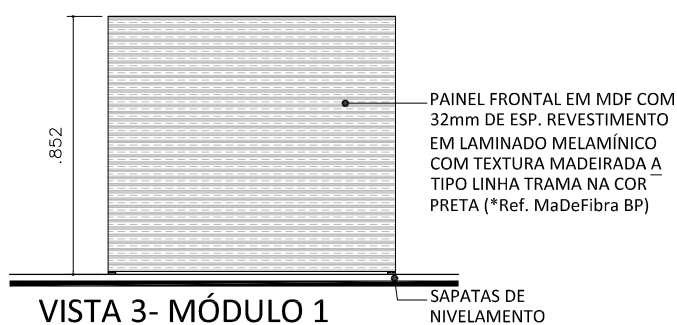 .852
PAINEL FRONTAL EM MDF COM
32mm DE ESP. REVESTIMENTO
EM LAMINADO MELAMÍNICO
COM TEXTURA MADEIRADA A
TIPO LINHA TRAMA NA COR
PRETA (*Ref. MaDeFibra BP)
SAPATAS DE
NIVELAMENTO
VISTA 3- MÓDULO 1